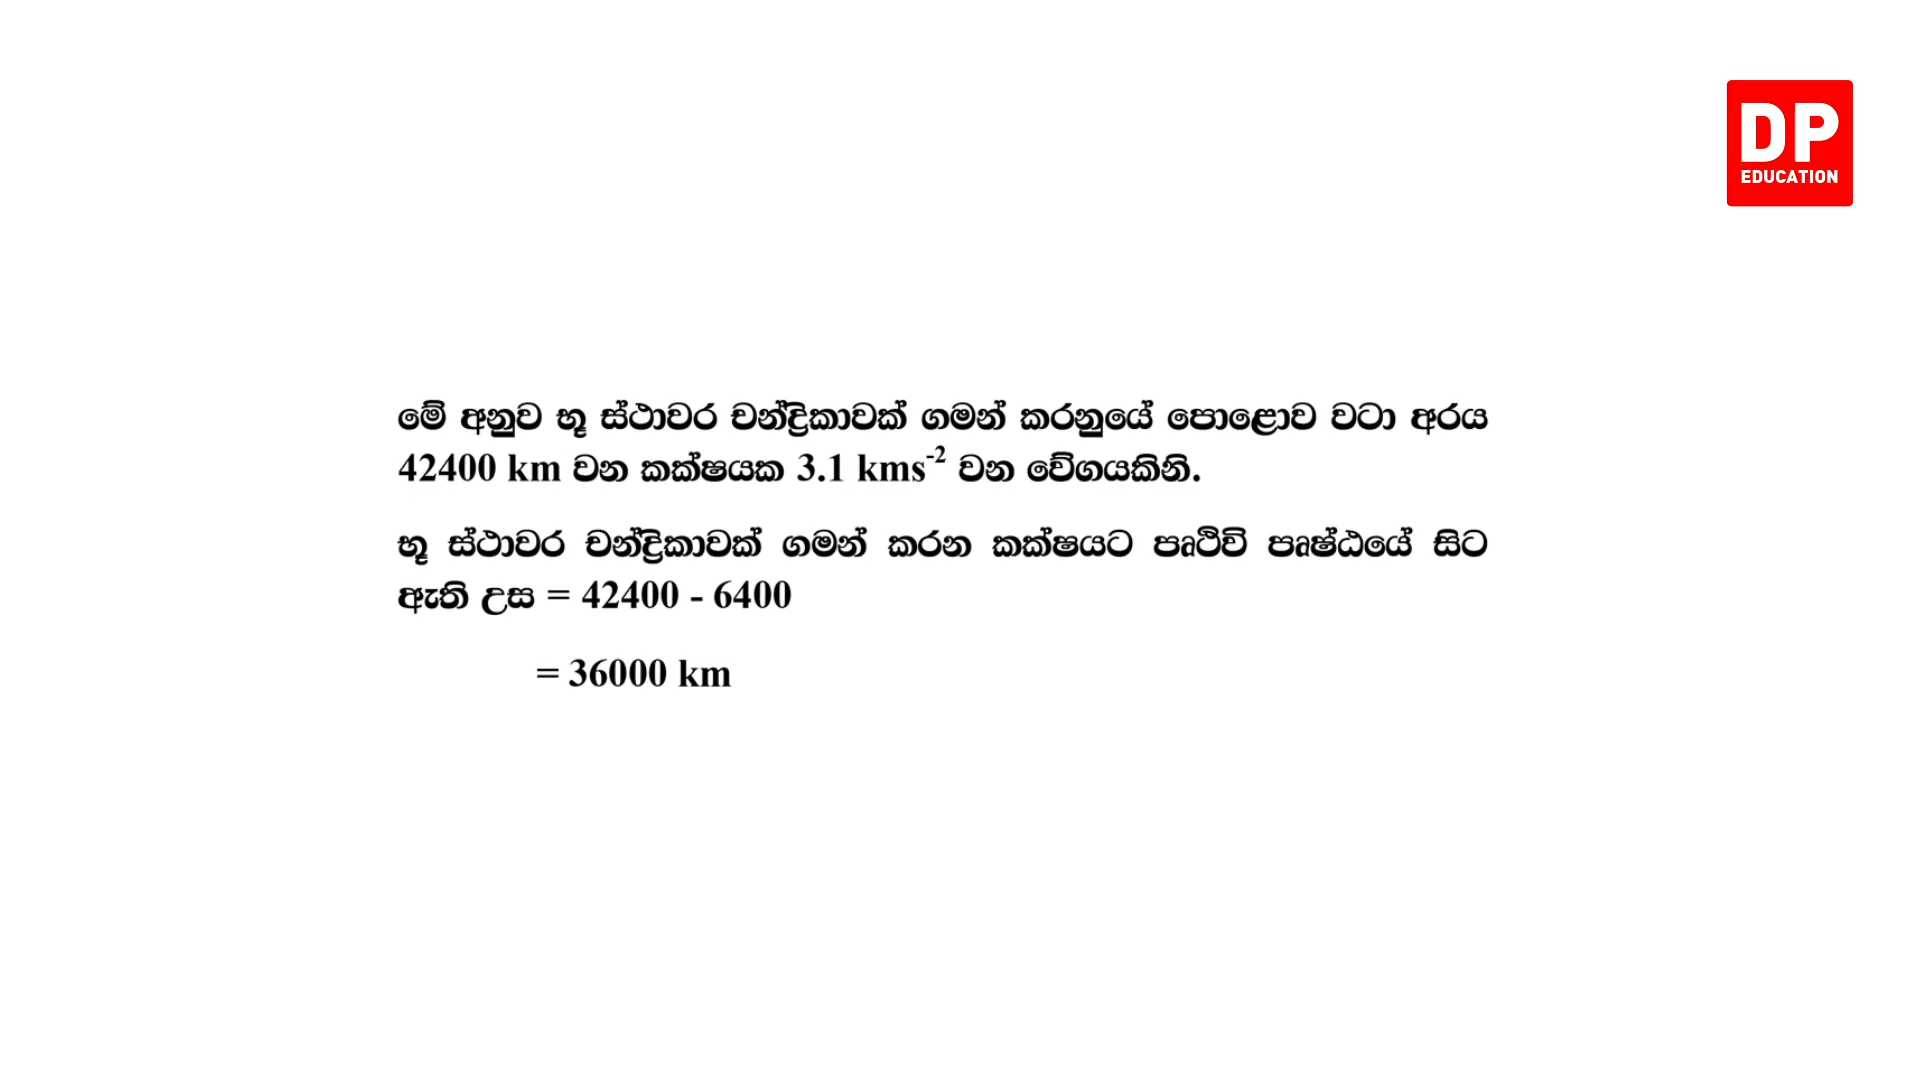 DP
EDUCATION
මේ අනුව භූ ස්ථාවර චන්ද්‍රිකාවක් ගමන් කරනුයේ පොළොව වටා අරය
42400 km වන කක්ෂයක 3.1 kms⁻² වන වේගයකිනි.
භූ ස්ථාවර චන්ද්‍රිකාවක් ගමන් කරන කක්ෂයට පෘථිවි පෘෂ්ඨයේ සිට
ඇති උස = 42400 - 6400
= 36000 km